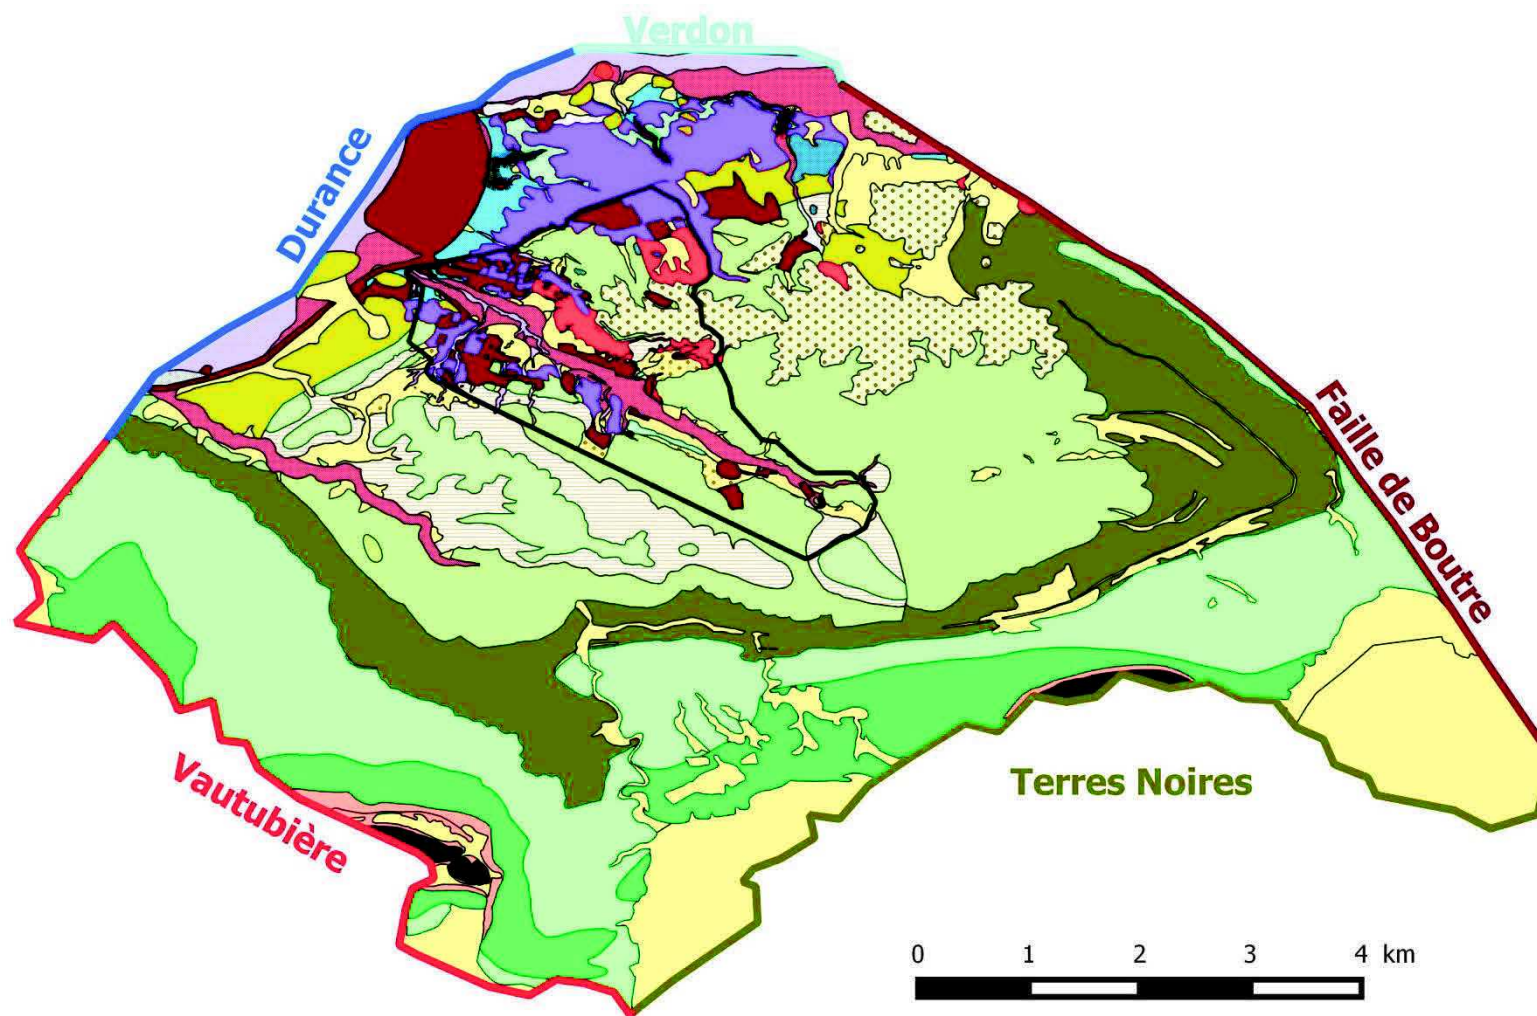 Verdon
Durance
Faille de Boutre
Vautubière
Terres Noires
0 1 2 3 4 km